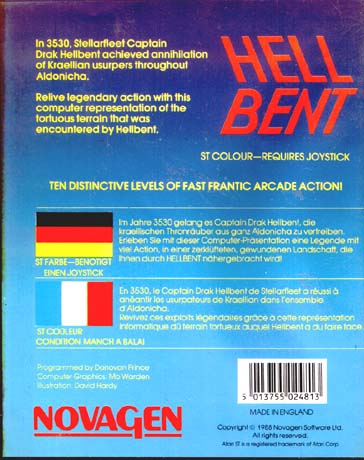 In 3530, Stellarfleet Captain
Drak Hellbent achieved annihilation
of Kraellian usurpers throughout
Aldonicha.
Relive legendary action with this
computer representation of the
tortuous terrain that was
encountered by Hellbent.
HELL
BENT
ST COLOUR—REQUIRES JOYSTICK
TEN DISTINCTIVE LEVELS OF FAST FRANTIC ARCADE ACTION!
Im Jahre 3530 gelang es Captain Drak Hellbent, die
kraellischen Thronräuber aus ganz Aldonicha zu vertreiben.
Erleben Sie mit dieser Computer-Präsentation eine Legende mit
viel Action, in einer zerklüfteten, gewundenen Landschaft, die
Ihnen durch HELLBENT nähergebracht wird!
ST FARBE—BENÖTIGT
EINEN JOYSTICK
En 3530, le Captain Drak Hellbent de Stellarfleet a réussi à
anéantir les usurpateurs de Kraellian dans l'ensemble
d'Aldonicha.
Revivez ces exploits légendaires grâce à cette représentation
informatique du terrain tortueux auquel Hellbent a du faire face
ST COULEUR
CONDITION MANCH A BALAI
Programmed by Donovan Prince
Computer Graphics: Mo Warden
Illustration: David Hardy
NOVAGEN
5 013755 024813
MADE IN ENGLAND
Copyright © 1988 Novagen Software Ltd.
All rights reserved.
Atari ST is a registered trademark of Atari Corp.